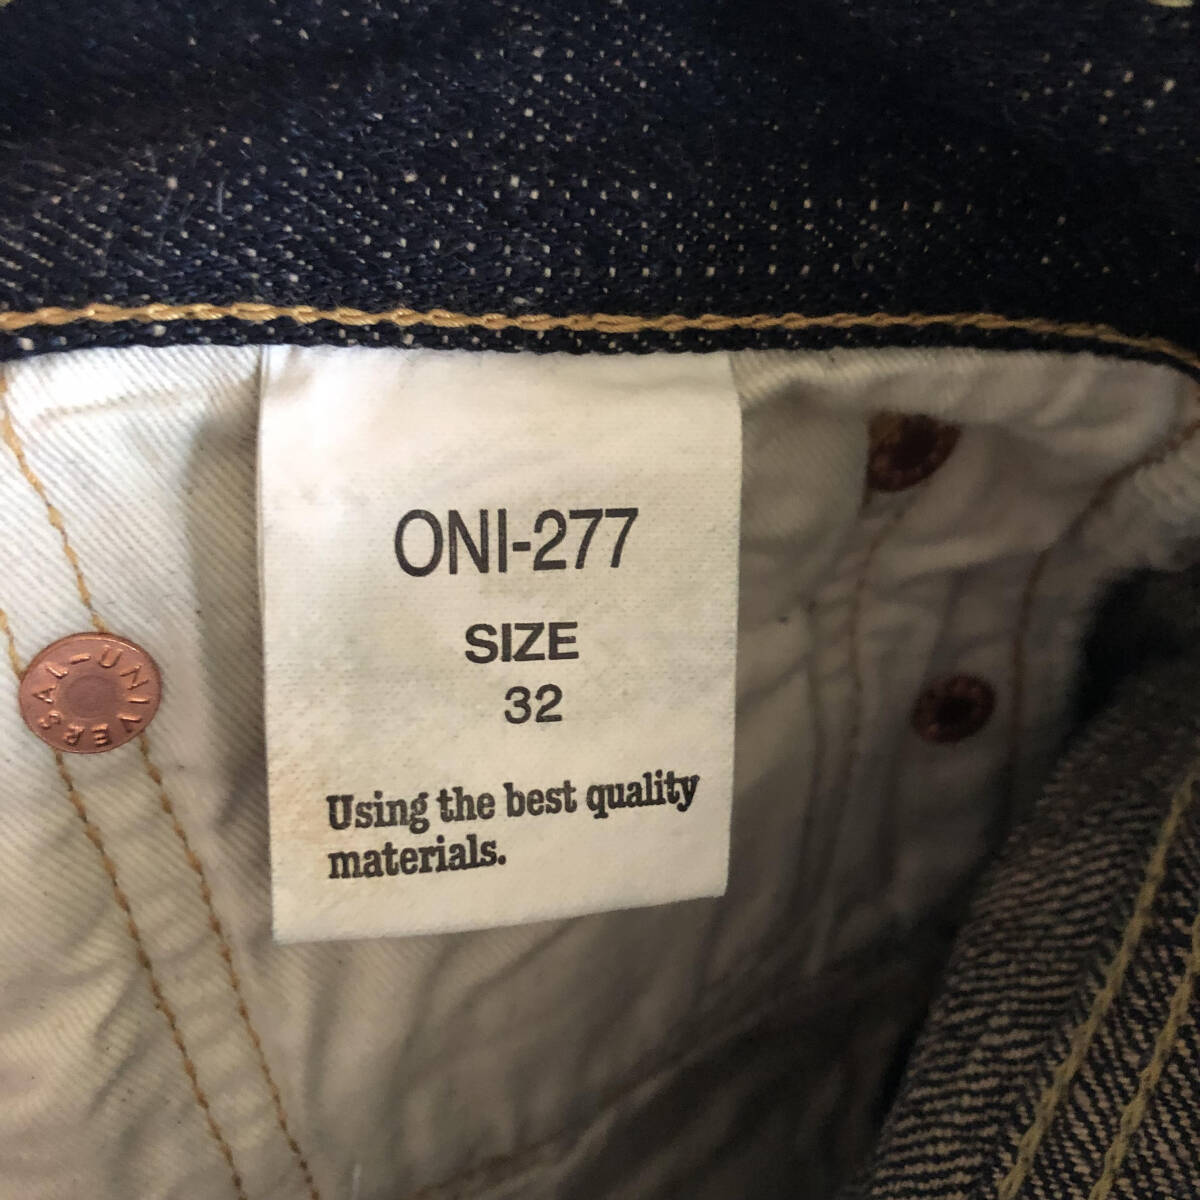 ONI-277
SIZE
32
Using the best quality
materials.
UNIVERSAL